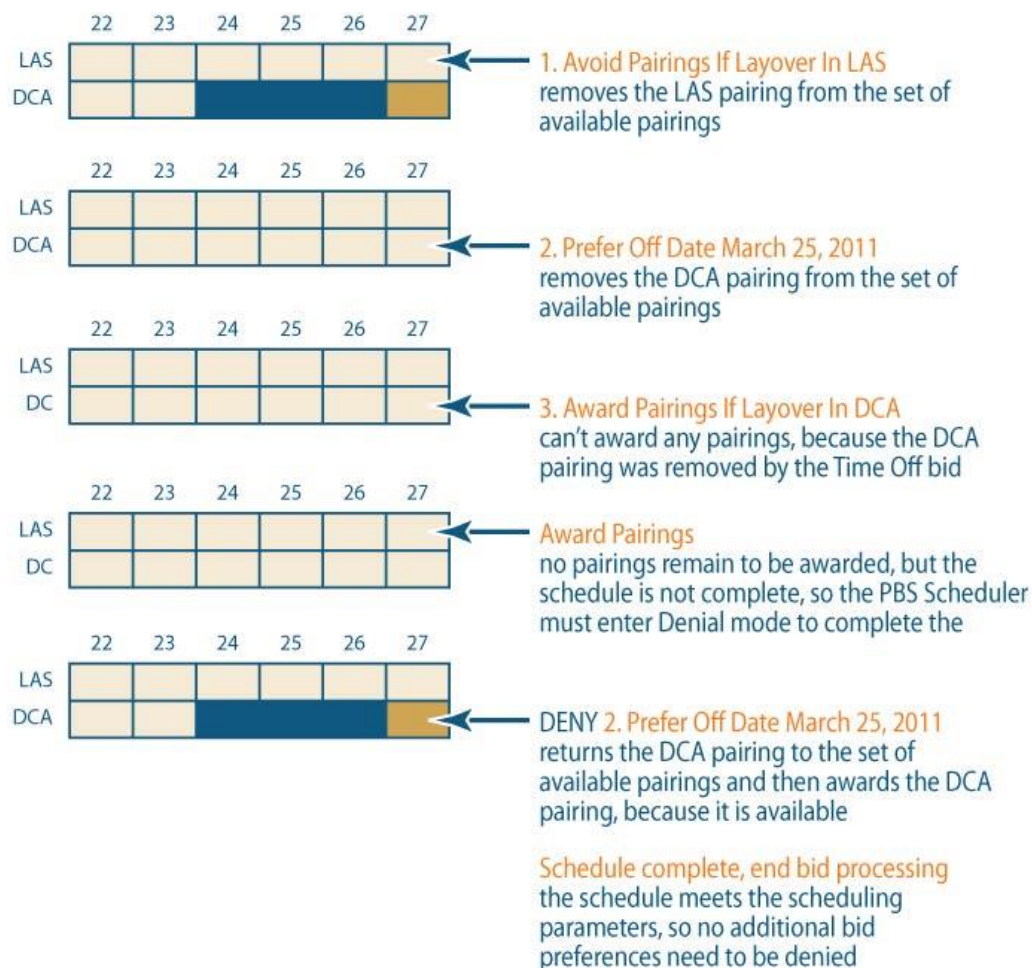 22 23 24 25 26 27
LAS
DCA
1. Avoid Pairings If Layover In LAS
removes the LAS pairing from the set of
available pairings
22 23 24 25 26 27
LAS
DCA
2. Prefer Off Date March 25, 2011
removes the DCA pairing from the set of
available pairings
22 23 24 25 26 27
LAS
DC
3. Award Pairings If Layover In DCA
can't award any pairings, because the DCA
pairing was removed by the Time Off bid
22 23 24 25 26 27
LAS
DC
Award Pairings
no pairings remain to be awarded, but the
schedule is not complete, so the PBS Scheduler
must enter Denial mode to complete the
22 23 24 25 26 27
LAS
DCA
DENY 2. Prefer Off Date March 25, 2011
returns the DCA pairing to the set of
available pairings and then awards the DCA
pairing, because it is available
Schedule complete, end bid processing
the schedule meets the scheduling
parameters, so no additional bid
preferences need to be denied